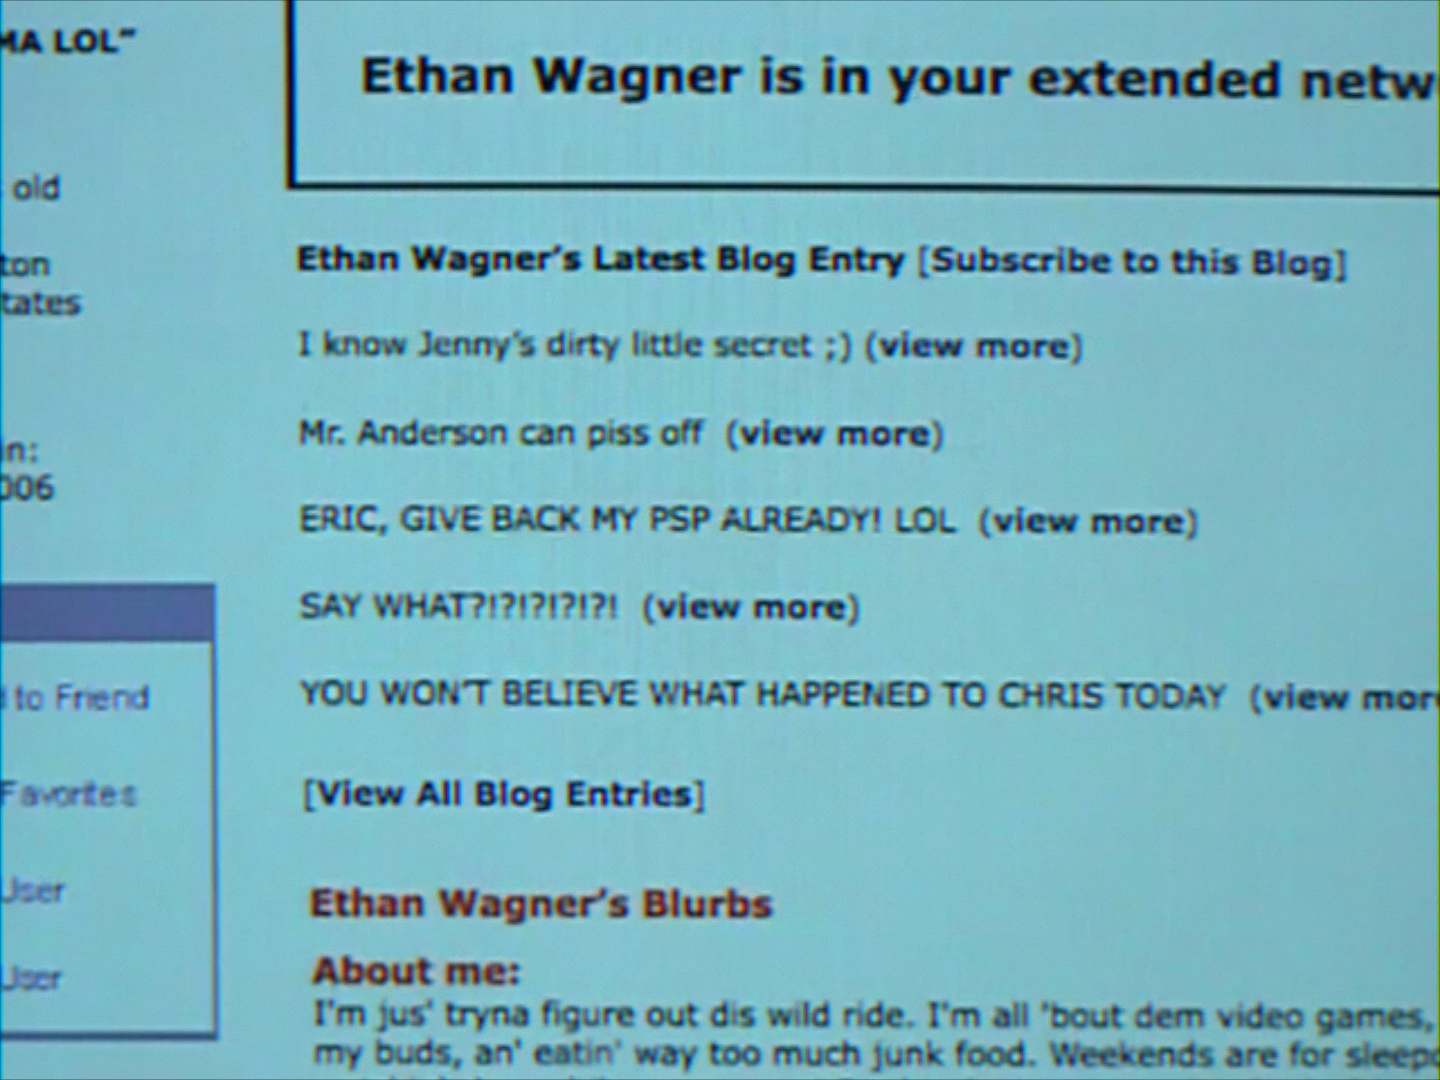 MA LOL"
old
ton
tates
in:
006
to Friend
Favorites
User
User
Ethan Wagner is in your extended netw
Ethan Wagner's Latest Blog Entry [Subscribe to this Blog]
I know Jenny's dirty little secret ;) (view more)
Mr. Anderson can piss off (view more)
ERIC, GIVE BACK MY PSP ALREADY! LOL (view more)
SAY WHAT?!?!?!?!?! (view more)
YOU WON'T BELIEVE WHAT HAPPENED TO CHRIS TODAY (view mor
[View All Blog Entries]
Ethan Wagner's Blurbs
About me:
I'm jus' tryna figure out dis wild ride. I'm all 'bout dem video games,
my buds, an' eatin' way too much junk food. Weekends are for sleep